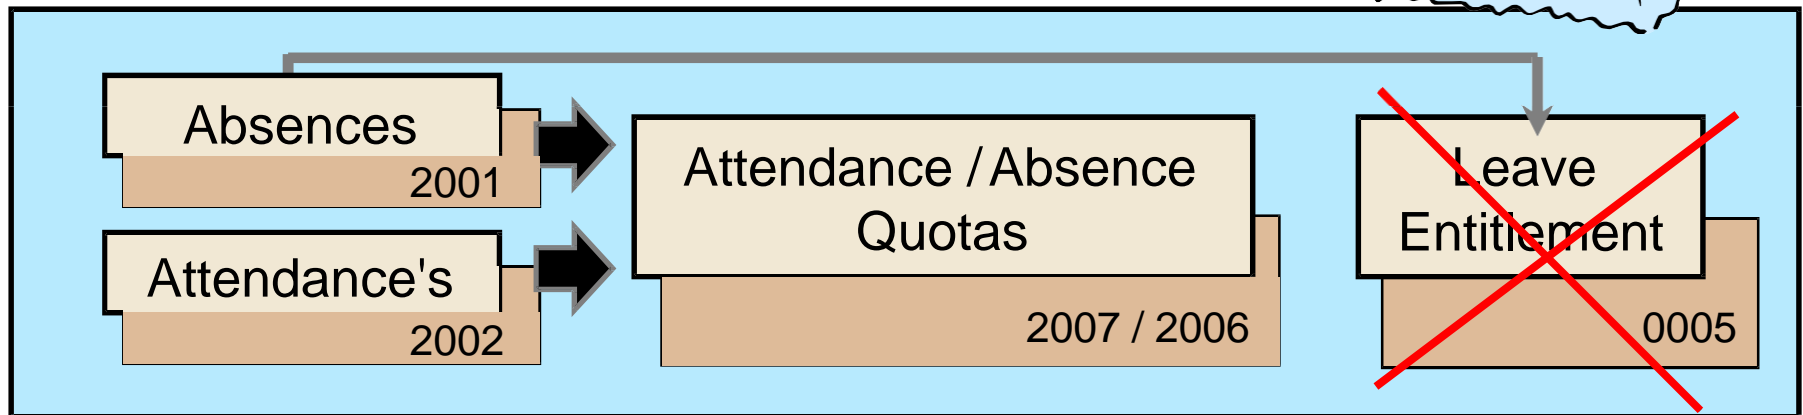 Absences
2001
Attendance's
2002
Attendance / Absence
Quotas
2007 / 2006
Leave
Entitlement
0005